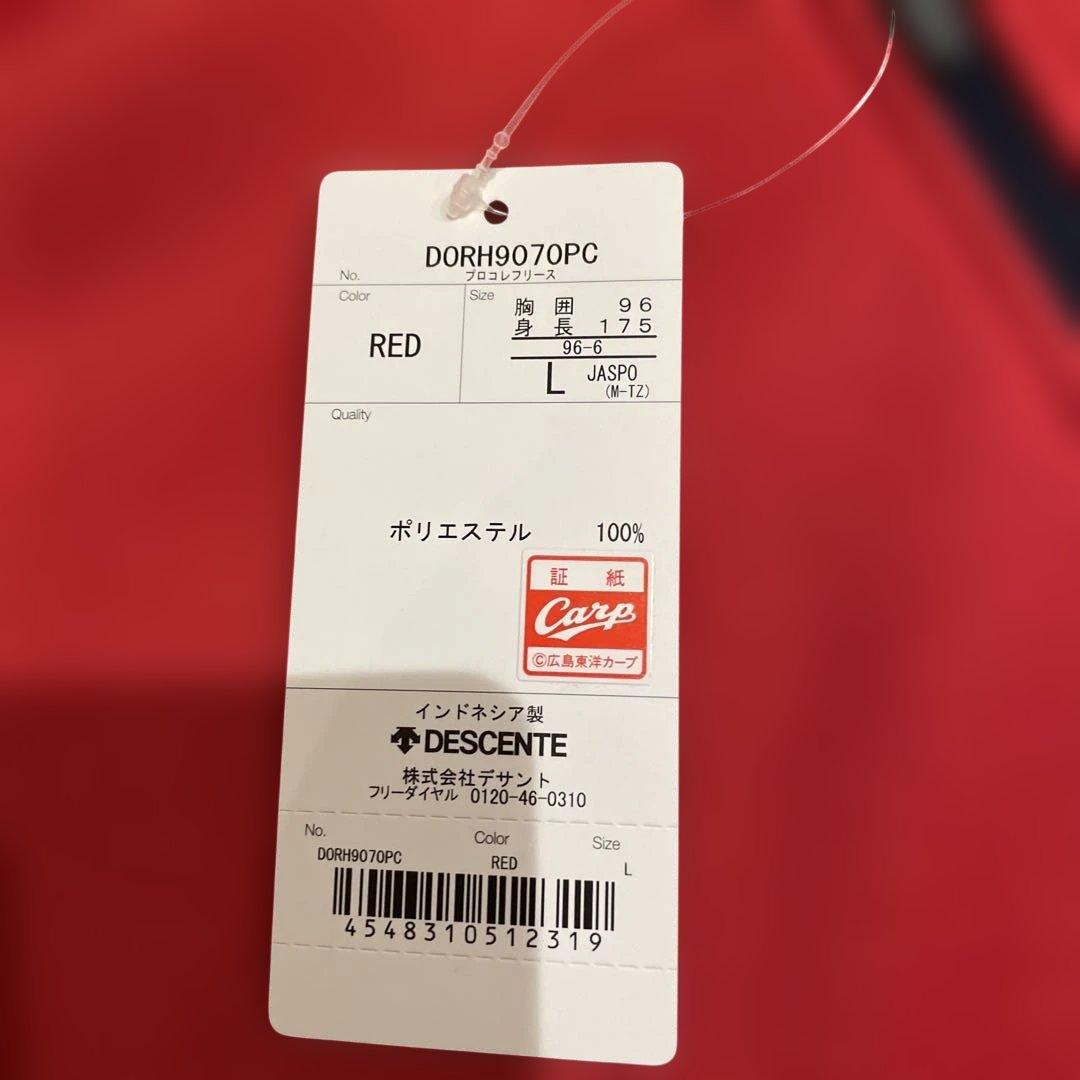 DORH9070PC
No. プロコレフリース
Color
RED
Size
胸 囲 96
身 長 175
96-6
L JASPO
(M-TZ)
Quality
ポリエステル 100%
証 紙
Carp
©広島東洋カープ
インドネシア製
DESCENTE
株式会社デサント
フリーダイヤル 0120-46-0310
No. Color Size
DORH9070PC RED L
4548310512319